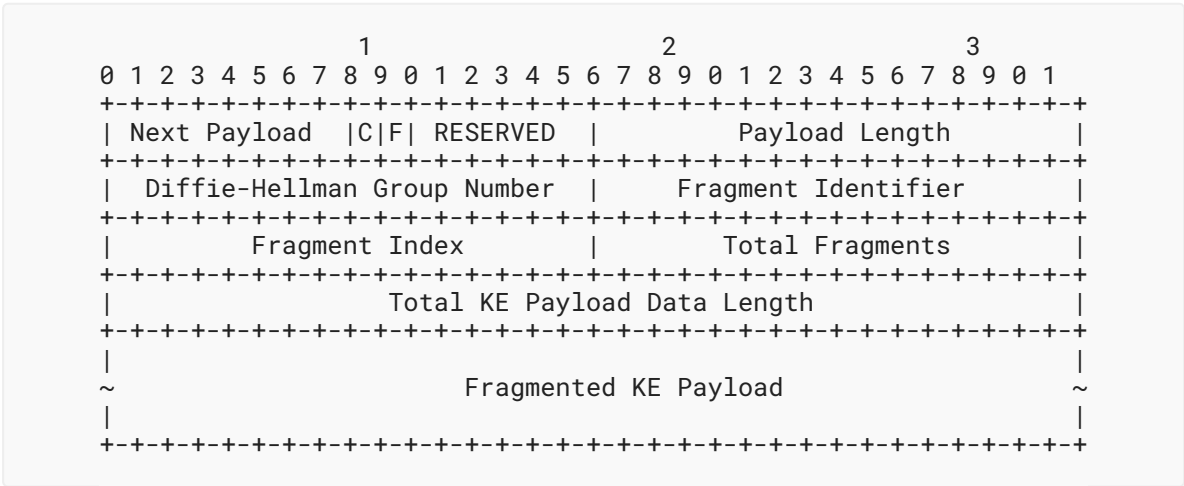 1                   2                   3
 0 1 2 3 4 5 6 7 8 9 0 1 2 3 4 5 6 7 8 9 0 1 2 3 4 5 6 7 8 9 0 1
+-+-+-+-+-+-+-+-+-+-+-+-+-+-+-+-+-+-+-+-+-+-+-+-+-+-+-+-+-+-+-+-+
| Next Payload  |C|F| RESERVED  |         Payload Length        |
+-+-+-+-+-+-+-+-+-+-+-+-+-+-+-+-+-+-+-+-+-+-+-+-+-+-+-+-+-+-+-+-+
|  Diffie-Hellman Group Number  |     Fragment Identifier       |
+-+-+-+-+-+-+-+-+-+-+-+-+-+-+-+-+-+-+-+-+-+-+-+-+-+-+-+-+-+-+-+-+
|         Fragment Index        |        Total Fragments        |
+-+-+-+-+-+-+-+-+-+-+-+-+-+-+-+-+-+-+-+-+-+-+-+-+-+-+-+-+-+-+-+-+
|                  Total KE Payload Data Length                 |
+-+-+-+-+-+-+-+-+-+-+-+-+-+-+-+-+-+-+-+-+-+-+-+-+-+-+-+-+-+-+-+-+
|                                                               |
~                       Fragmented KE Payload                   ~
|                                                               |
+-+-+-+-+-+-+-+-+-+-+-+-+-+-+-+-+-+-+-+-+-+-+-+-+-+-+-+-+-+-+-+-+